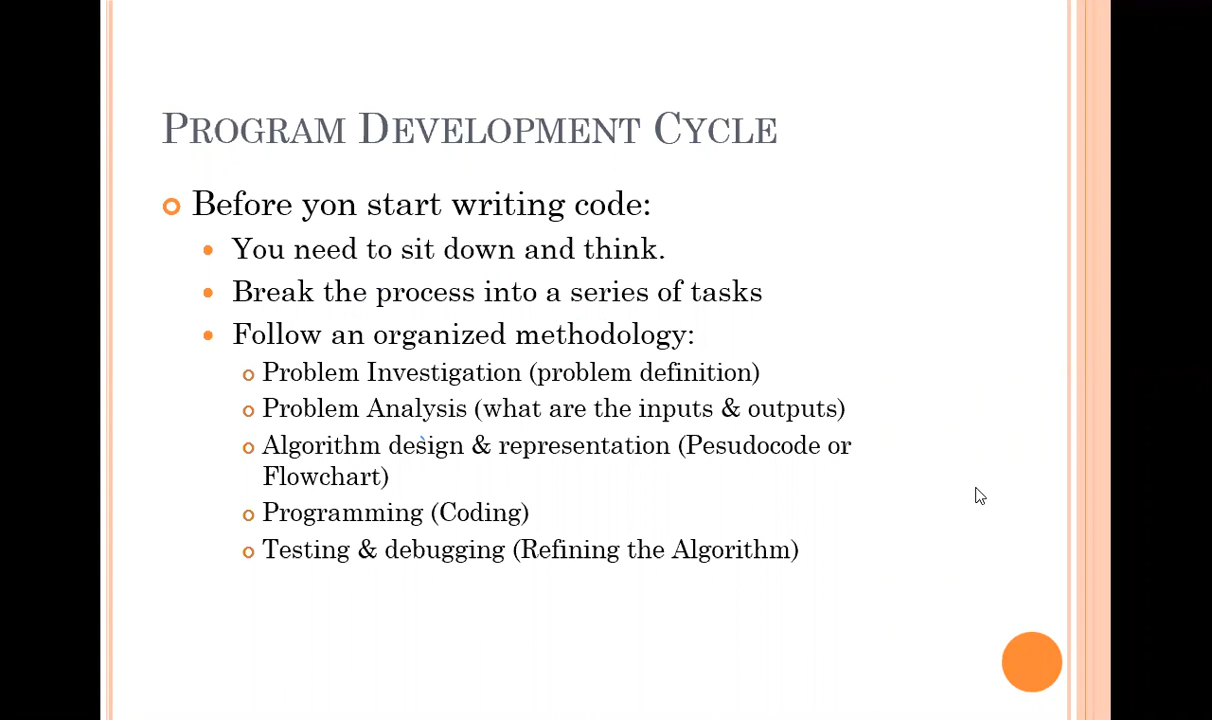 PROGRAM DEVELOPMENT CYCLE
Before yon start writing code:
You need to sit down and think.
Break the process into a series of tasks
Follow an organized methodology:
Problem Investigation (problem definition)
Problem Analysis (what are the inputs & outputs)
Algorithm design & representation (Pesudocode or
Flowchart)
Programming (Coding)
Testing & debugging (Refining the Algorithm)